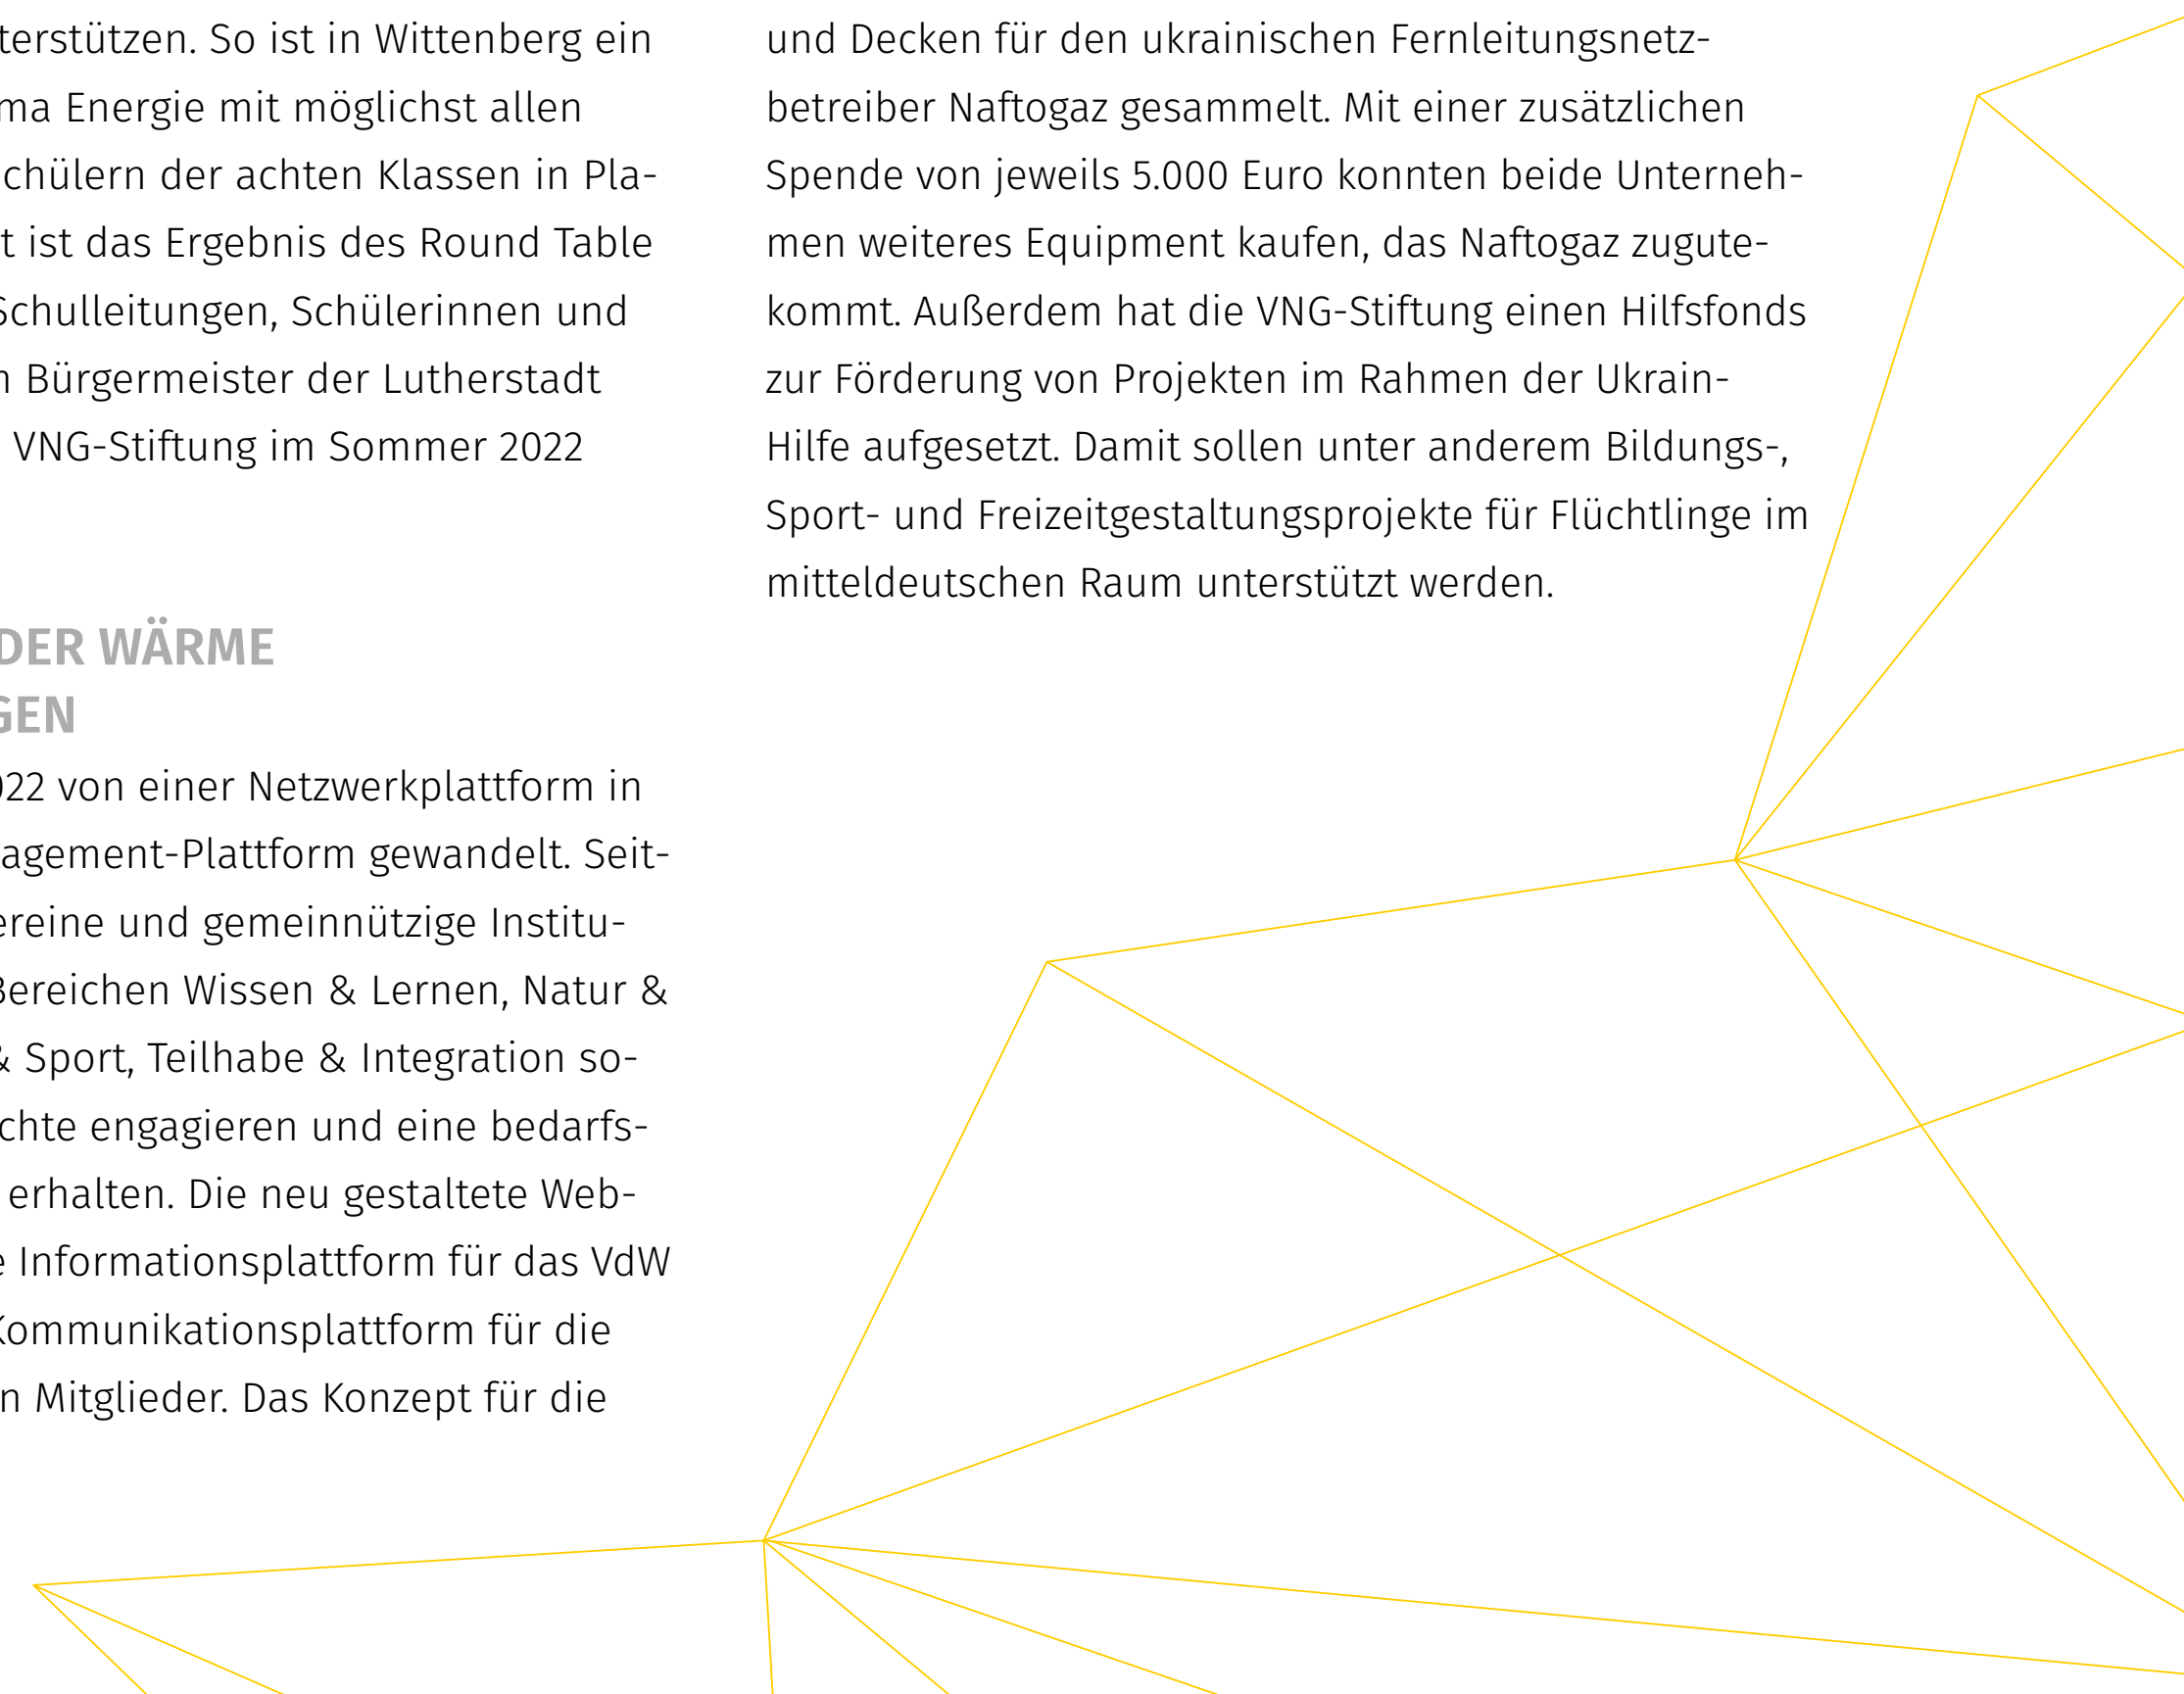 terstützen. So ist in Wittenberg ein
ma Energie mit möglichst allen
chülern der achten Klassen in Pla-
t ist das Ergebnis des Round Table
Schulleitungen, Schülerinnen und
Bürgermeister der Lutherstadt
VNG-Stiftung im Sommer 2022
DER WÄRME
GEN
022 von einer Netzwerkplattform in
agement-Plattform gewandelt. Seit-
ereine und gemeinnützige Institu-
Bereichen Wissen & Lernen, Natur &
& Sport, Teilhabe & Integration so-
chte engagieren und eine bedarfs-
erhalten. Die neu gestaltete Web-
e Informationsplattform für das VdW
Kommunikationsplattform für die
n Mitglieder. Das Konzept für die
und Decken für den ukrainischen Fernleitungsnetz-
betreiber Naftogaz gesammelt. Mit einer zusätzlichen
Spende von jeweils 5.000 Euro konnten beide Unterneh-
men weiteres Equipment kaufen, das Naftogaz zugute-
kommt. Außerdem hat die VNG-Stiftung einen Hilfsfonds
zur Förderung von Projekten im Rahmen der Ukrain-
Hilfe aufgesetzt. Damit sollen unter anderem Bildungs-,
Sport- und Freizeitgestaltungsprojekte für Flüchtlinge im
mitteldeutschen Raum unterstützt werden.